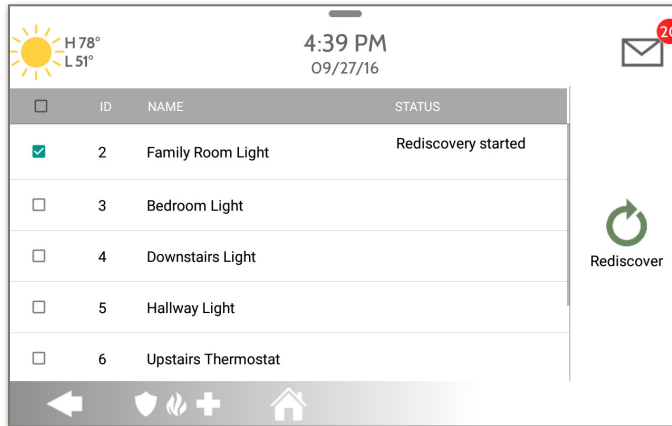 H 78°
L 51°
4:39 PM
09/27/16
ID NAME STATUS
2 Family Room Light Rediscovery started
3 Bedroom Light
4 Downstairs Light
5 Hallway Light
6 Upstairs Thermostat
Rediscover